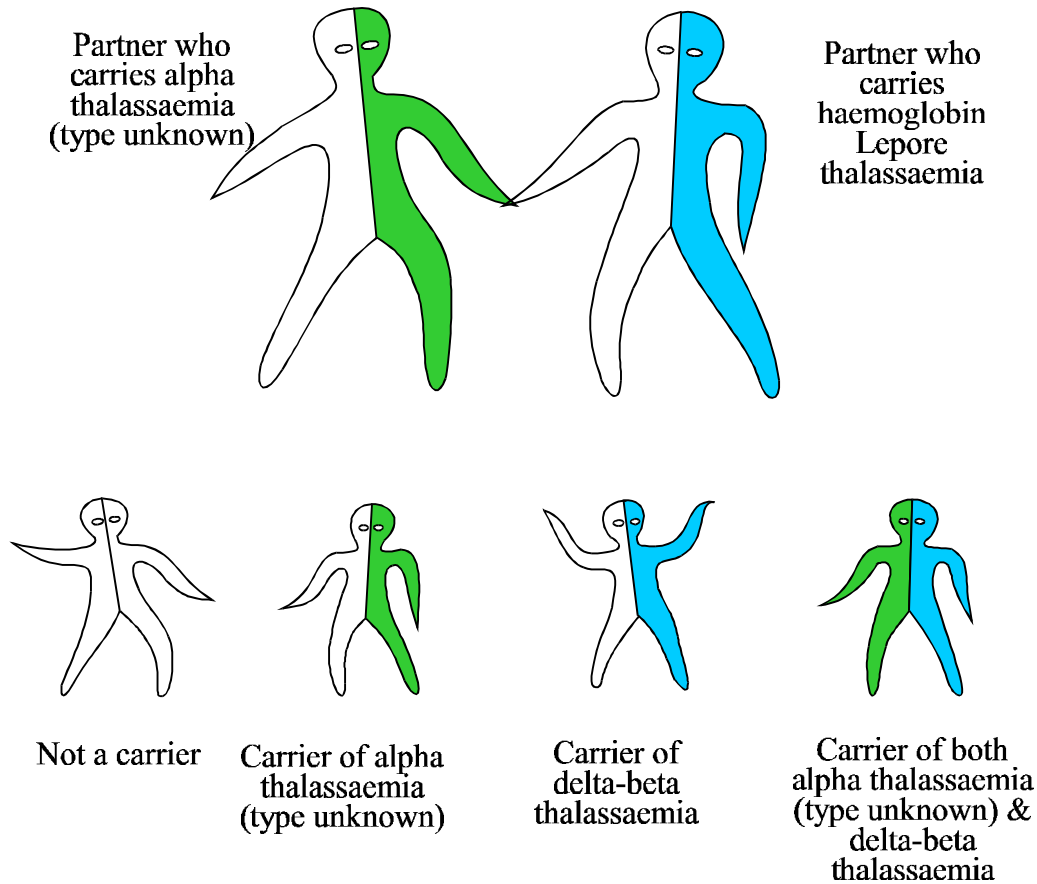 Partner who
carries alpha
thalassaemia
(type unknown)
Partner who
carries
haemoglobin
Lepore
thalassaemia
Not a carrier
Carrier of alpha
thalassaemia
(type unknown)
Carrier of
delta-beta
thalassaemia
Carrier of both
alpha thalassaemia
(type unknown) &
delta-beta
thalassaemia